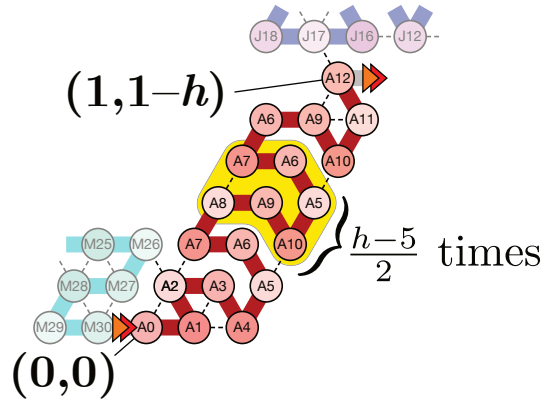 J18 J17 J16 J12
(1,1−h) A12
A6 A9 A11
A7 A6 A10
A8 A9 A5
M25 M26 A7 A6 A10 h−5/2 times
M28 M27 A2 A3 A5
M29 M30 A0 A1 A4
(0,0)